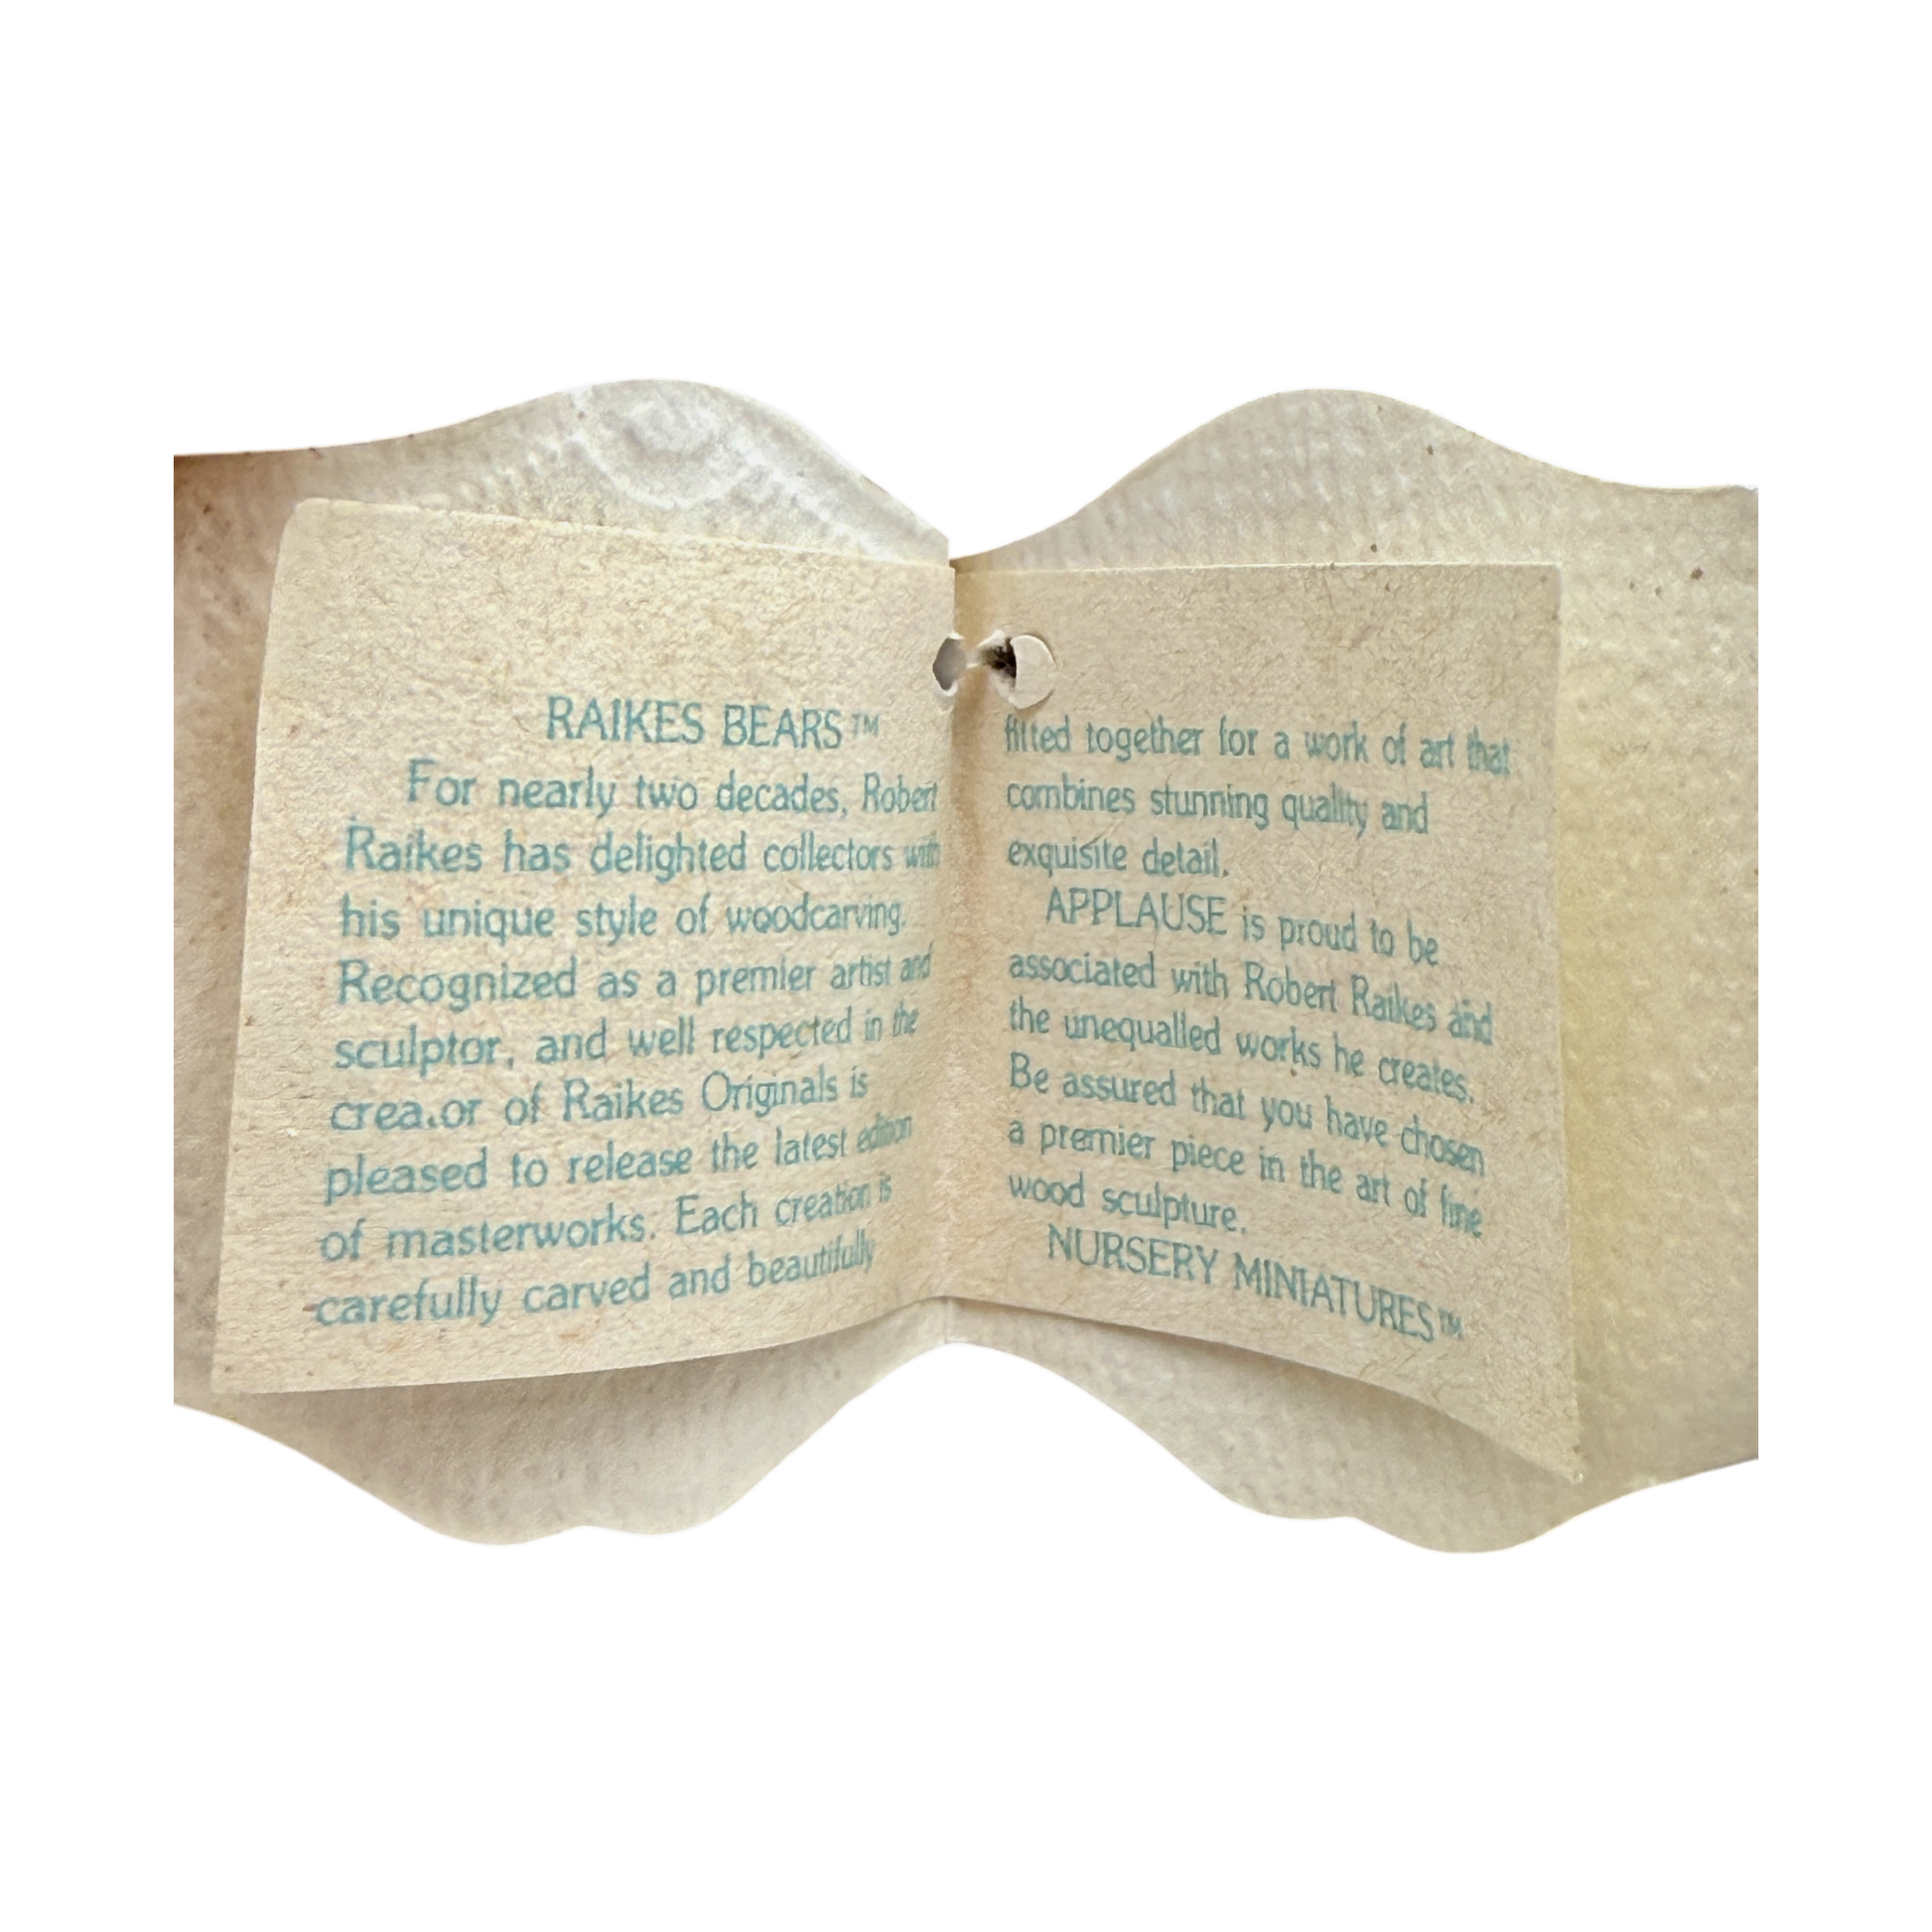 RAIKES BEARS™
For nearly two decades, Robert
Raikes has delighted collectors with
his unique style of woodcarving.
Recognized as a premier artist and
sculptor, and well respected in the
crea.or of Raikes Originals is
pleased to release the latest edition
of masterworks. Each creation is
carefully carved and beautifully
fitted together for a work of art that
combines stunning quality and
exquisite detail.
APPLAUSE is proud to be
associated with Robert Raikes and
the unequalled works he creates.
Be assured that you have chosen
a premier piece in the art of fine
wood sculpture.
NURSERY MINIATURES™